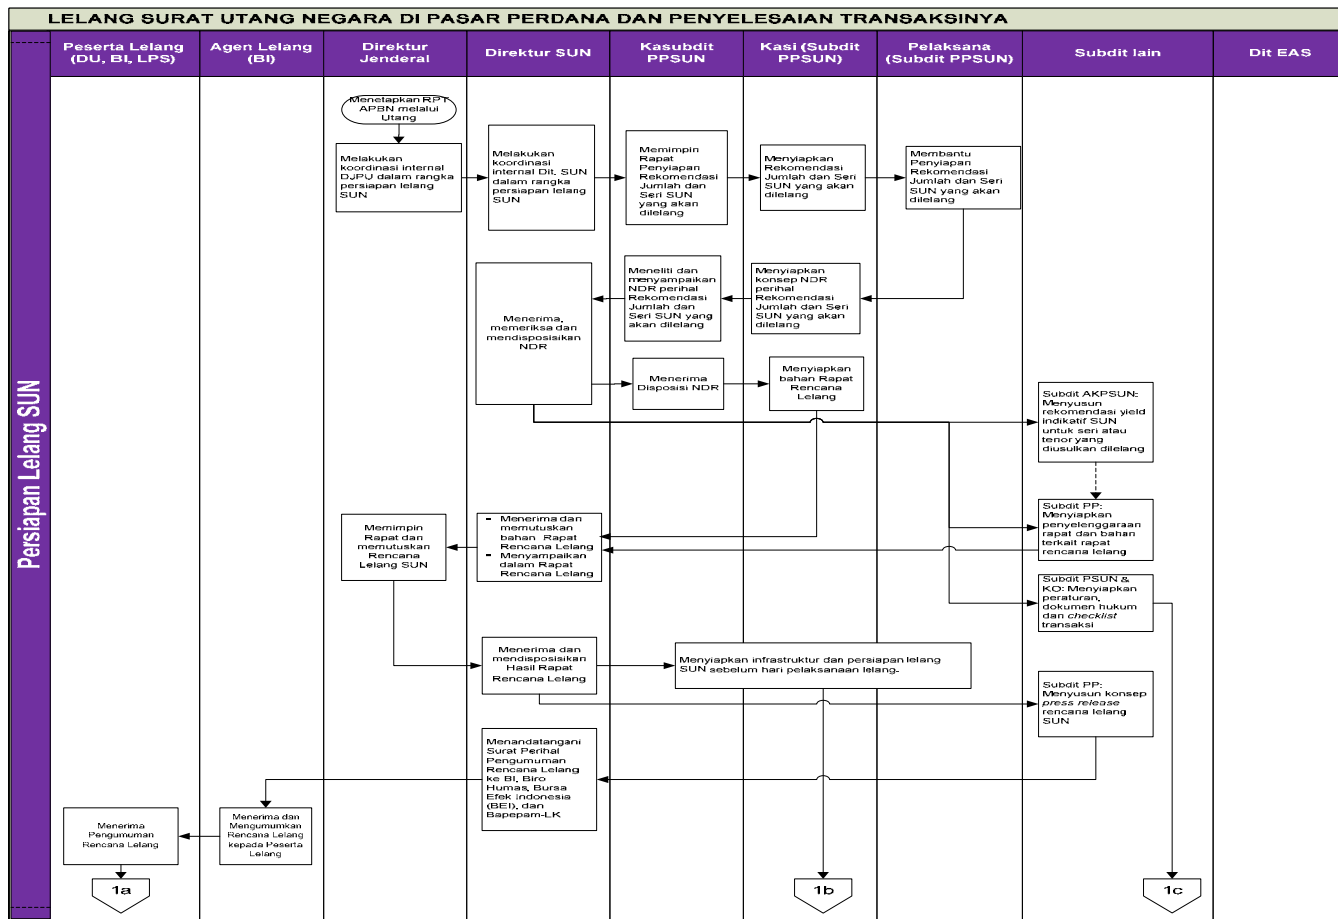 LELANG SURAT UTANG NEGARA DI PASAR PERDANA DAN PENYELESAIAN TRANSAKSINYA
Peserta Lelang
(DU, BI, LPS)
Agen Lelang
(BI)
Direktur
Jenderal
Direktur SUN
Kasubdit
PPSUN
Kasi (Subdit
PPSUN)
Pelaksana
(Subdit PPSUN)
Subdit lain
Dit EAS
Persiapan Lelang SUN
Menetapkan RPT
APBN melalui
Utang
Melakukan
koordinasi internal
DJPU dalam rangka
persiapan lelang
SUN
Melakukan
koordinasi
internal Dit. SUN
dalam rangka
persiapan lelang
SUN
Memimpin
Rapat
Penyiapan
Rekomendasi
Jumlah dan
Seri SUN
yang akan
dilelang
Menyiapkan
Rekomendasi
Jumlah dan Seri
SUN yang akan
dilelang
Membantu
Penyiapan
Rekomendasi
Jumlah dan Seri
SUN yang akan
dilelang
Menerima,
memeriksa dan
mendisposisikan
NDR
Meneliti dan
menyampaikan
NDR perihal
Rekomendasi
Jumlah dan
Seri SUN yang
akan dilelang
Menyiapkan
konsep NDR
perihal
Rekomendasi
Jumlah dan Seri
SUN yang akan
dilelang
Menerima
Disposisi NDR
Menyiapkan
bahan Rapat
Rencana
Lelang
Subdit AKPSUN:
Menyusun
rekomendasi yield
indikatif SUN
untuk seri atau
tenor yang
diusulkan dilelang
Memimpin
Rapat dan
memutuskan
Rencana
Lelang SUN
- Menerima dan
memutuskan
bahan Rapat
Rencana Lelang
- Menyampaikan
dalam Rapat
Rencana Lelang
Subdit PP:
Menyiapkan
penyelenggaraan
rapat dan bahan
terkait rapat
rencana lelang
Subdit PSUN &
KO: Menyiapkan
peraturan,
dokumen hukum
dan checklist
transaksi
Menerima dan
mendisposisikan
Hasil Rapat
Rencana Lelang
Menyiapkan infrastruktur dan persiapan lelang
SUN sebelum hari pelaksanaan lelang.
Subdit PP:
Menyusun konsep
press release
rencana lelang
SUN
Menandatangani
Surat Perihal
Pengumuman
Rencana Lelang
ke BI, Biro
Humas, Bursa
Efek Indonesia
(BEI), dan
Bapepam-LK
Menerima
Pengumuman
Rencana Lelang
Menerima dan
Mengumumkan
Rencana Lelang
kepada Peserta
Lelang
1a
1b
1c